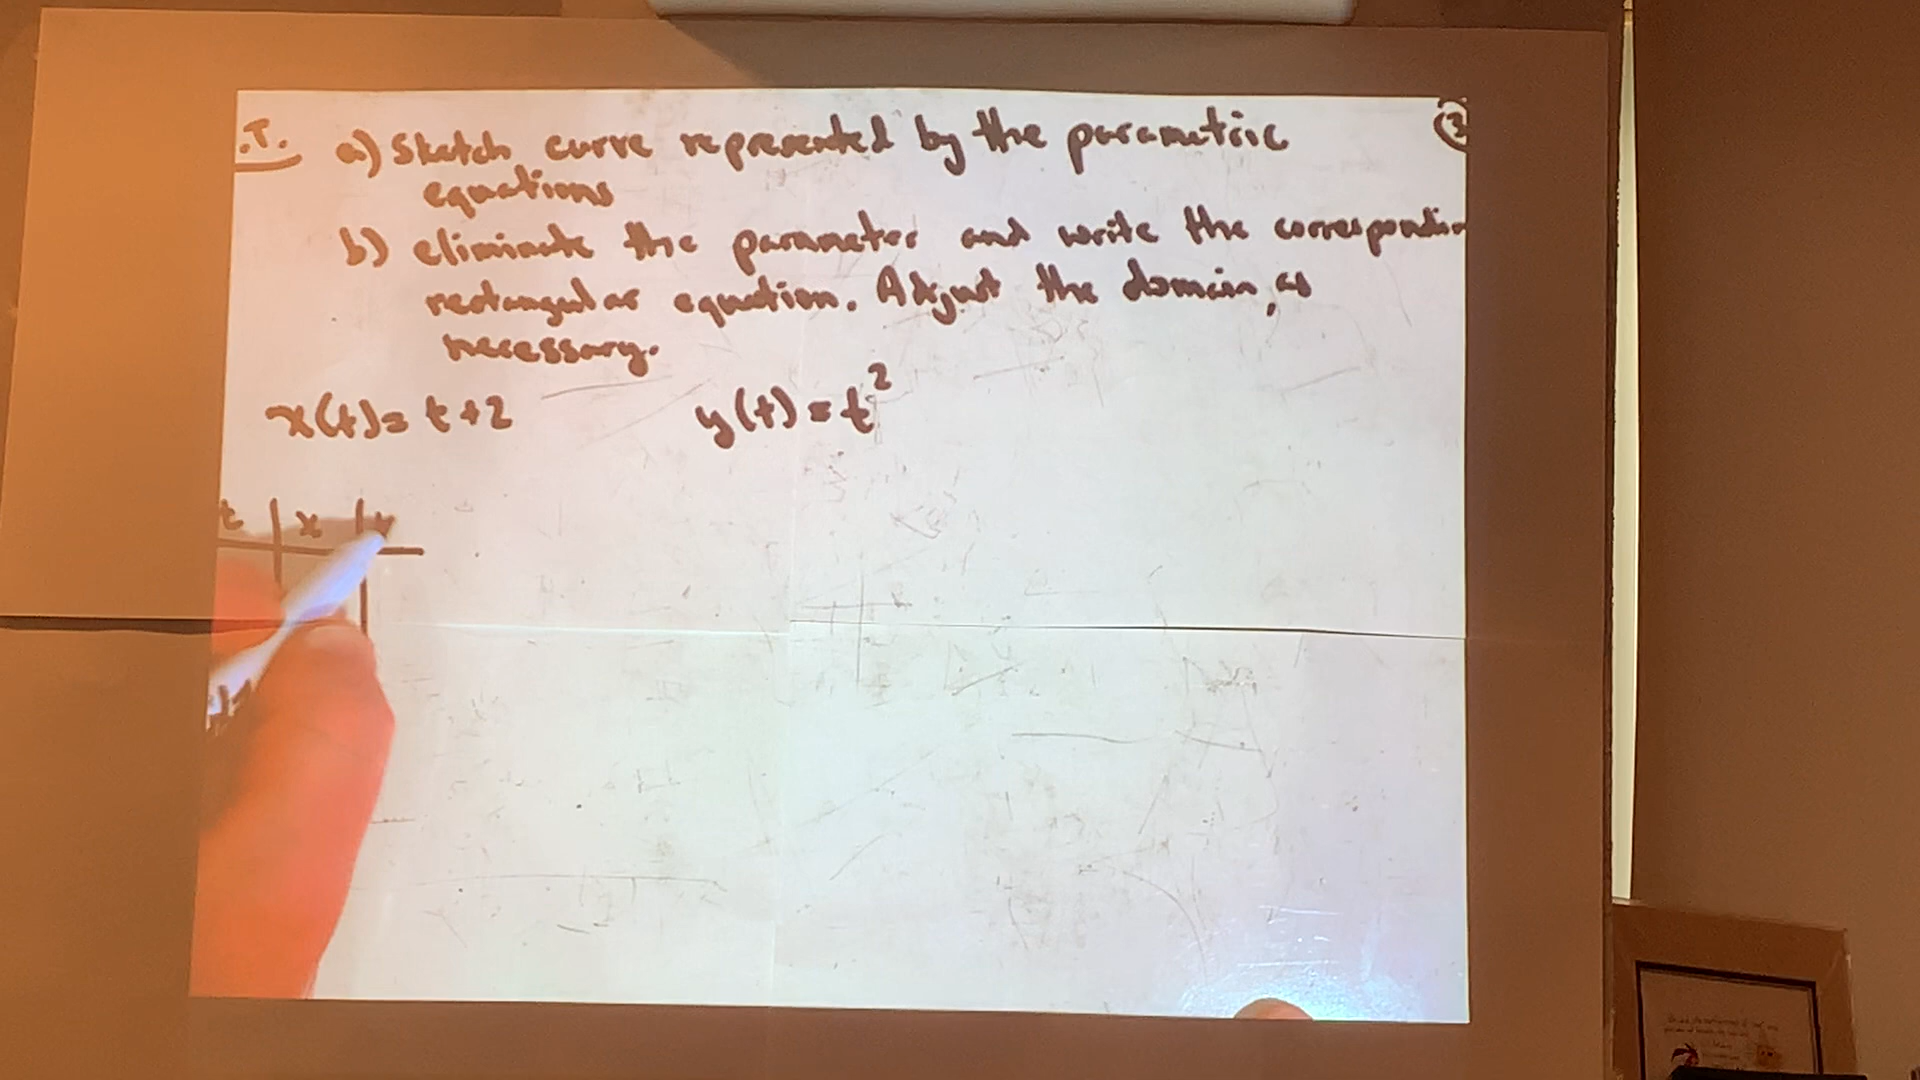 .T. a) Sketch curve represented by the parametric
equations
b) eliminate the parameter and write the correspondin
rectangular equation. Adjust the domain, as
necessary.
x(t)= t+2 y(t)= t²
t x